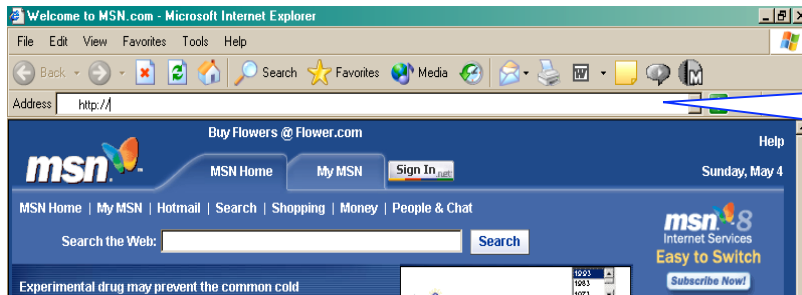 Welcome to MSN.com - Microsoft Internet Explorer
File Edit View Favorites Tools Help
Back Search Favorites Media
Address http://
Buy Flowers @ Flower.com
Help
msn MSN Home My MSN Sign In .net Sunday, May 4
MSN Home | My MSN | Hotmail | Search | Shopping | Money | People & Chat
msn 8
Search the Web: Search
Internet Services
Easy to Switch
Subscribe Now!
Experimental drug may prevent the common cold
1993
1983
1973